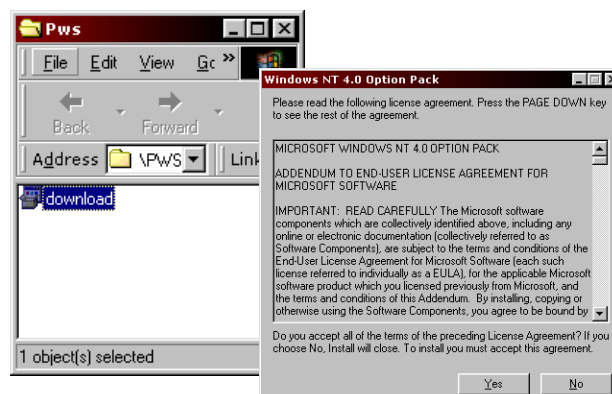 Pws
File Edit View Go »
Back Forward
Address \PWS Link
download
1 object(s) selected
Windows NT 4.0 Option Pack
Please read the following license agreement. Press the PAGE DOWN key
to see the rest of the agreement.
MICROSOFT WINDOWS NT 4.0 OPTION PACK
ADDENDUM TO END-USER LICENSE AGREEMENT FOR
MICROSOFT SOFTWARE
IMPORTANT: READ CAREFULLY The Microsoft software
components which are collectively identified above, including any
online or electronic documentation (collectively referred to as
Software Components), are subject to the terms and conditions of the
End-User License Agreement for Microsoft Software (each such
license referred to individually as a EULA), for the applicable Microsoft
software product which you licensed previously from Microsoft, and
the terms and conditions of this Addendum. By installing, copying or
otherwise using the Software Components, you agree to be bound by
Do you accept all of the terms of the preceding License Agreement? If you
choose No, Install will close. To install you must accept this agreement.
Yes No